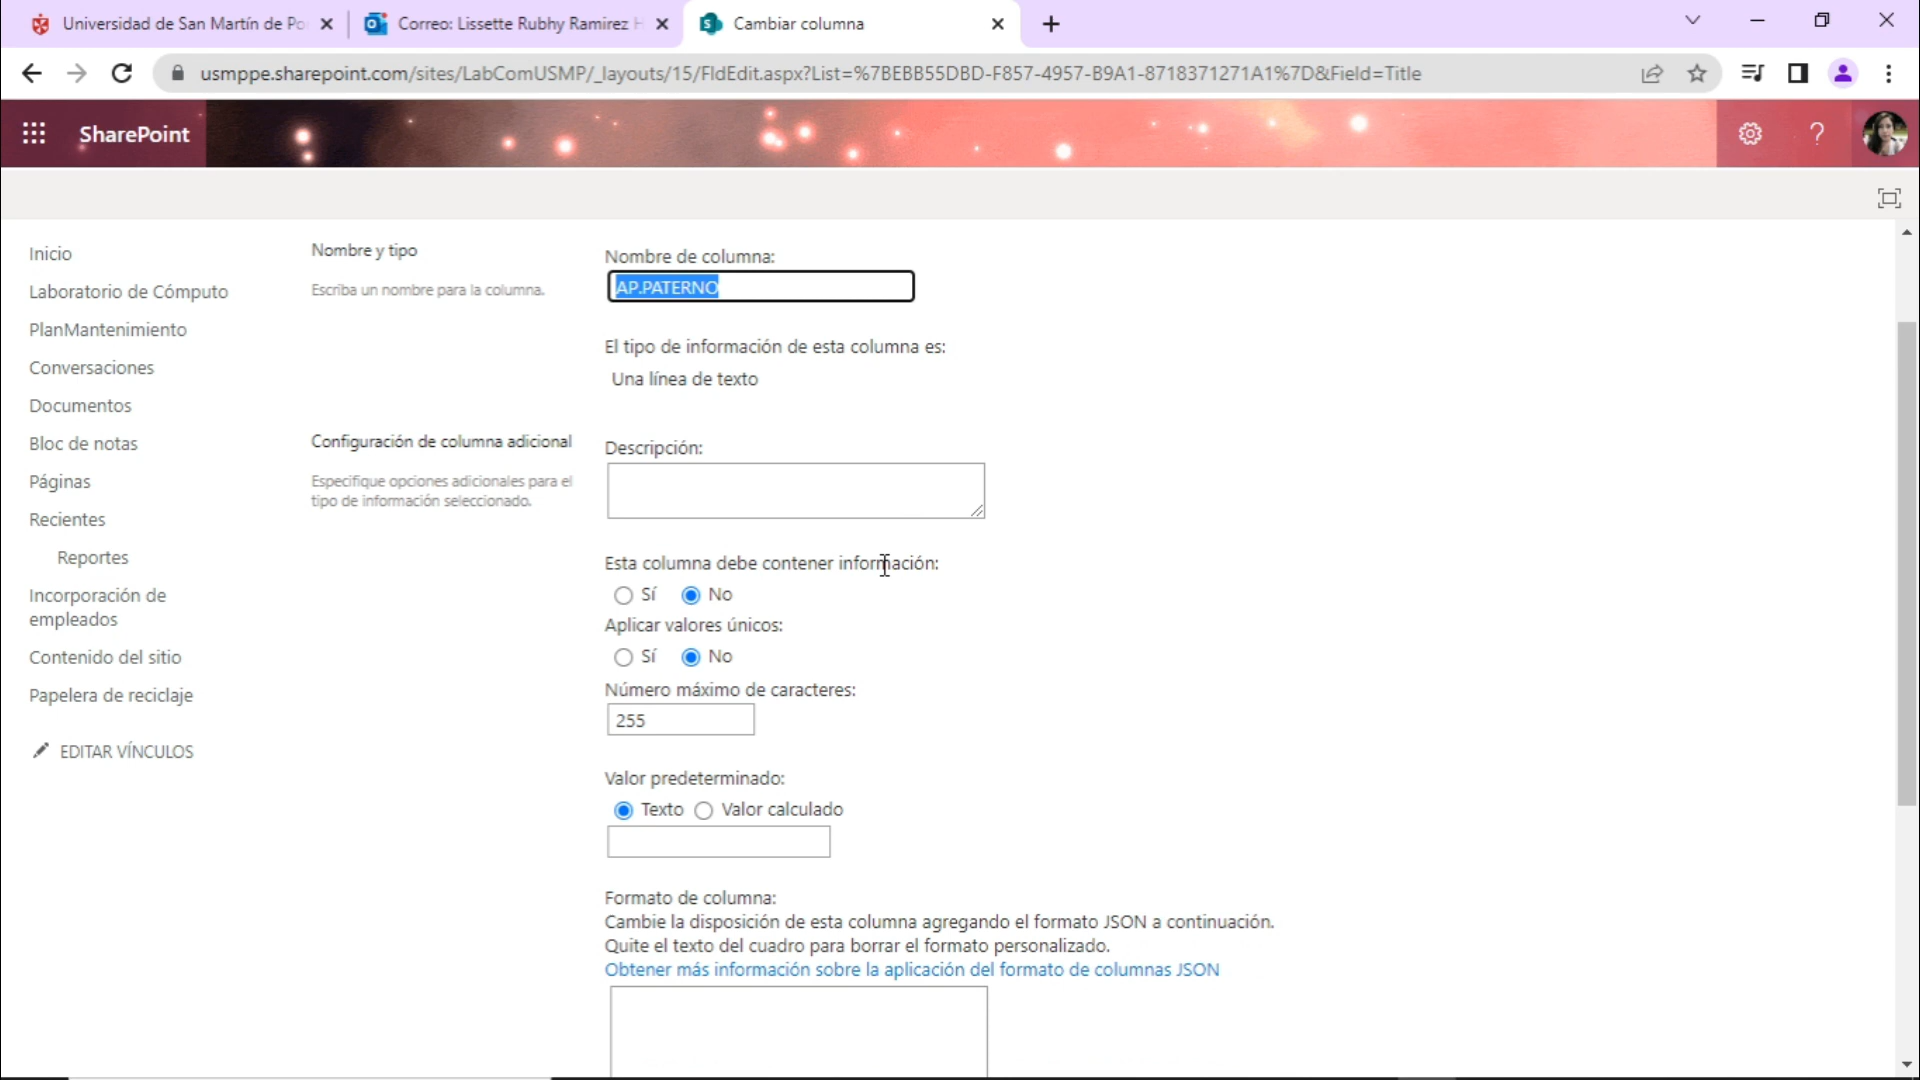 Universidad de San Martín de Po
Correo: Lissette Rubhy Ramirez H
Cambiar columna
usmppe.sharepoint.com/sites/LabComUSMP/_layouts/15/FldEdit.aspx?List=%7BEBB55DBD-F857-4957-B9A1-8718371271A1%7D&Field=Title
SharePoint
Inicio
Laboratorio de Cómputo
PlanMantenimiento
Conversaciones
Documentos
Bloc de notas
Páginas
Recientes
Reportes
Incorporación de
empleados
Contenido del sitio
Papelera de reciclaje
EDITAR VÍNCULOS
Nombre y tipo
Escriba un nombre para la columna.
Nombre de columna:
AP.PATERNO
El tipo de información de esta columna es:
Una línea de texto
Configuración de columna adicional
Especifique opciones adicionales para el
tipo de información seleccionado.
Descripción:
Esta columna debe contener información:
Sí No
Aplicar valores únicos:
Sí No
Número máximo de caracteres:
255
Valor predeterminado:
Texto Valor calculado
Formato de columna:
Cambie la disposición de esta columna agregando el formato JSON a continuación.
Quite el texto del cuadro para borrar el formato personalizado.
Obtener más información sobre la aplicación del formato de columnas JSON